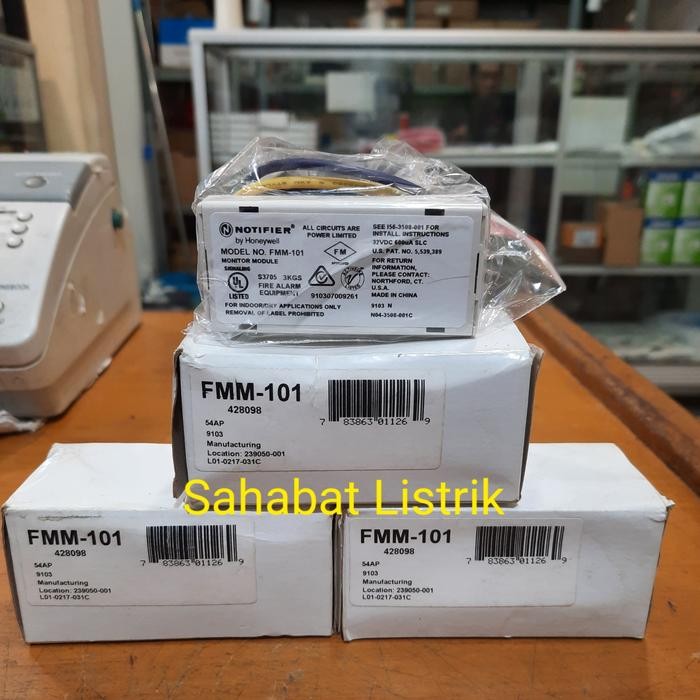 NOTIFIER®
by Honeywell
MODEL NO. FMM-101
MONITOR MODULE
SIGNALING
UL
LISTED
S3705 3KGS
FIRE ALARM
EQUIPMENT
FOR INDOOR/DRY APPLICATIONS ONLY
REMOVAL OF LABEL PROHIBITED
ALL CIRCUITS ARE
POWER LIMITED
FM
APPROVED
910307009261
SEE I56-3508-001 FOR
INSTALL. INSTRUCTIONS
32VDC 600uA SLC
U.S. PAT. NO. 5,539,389
FOR RETURN
INFORMATION,
PLEASE CONTACT:
NORTHFORD, CT.
U.S.A.
MADE IN CHINA
9103 N
N04-3508-001C
FMM-101
428098
54AP
9103
Manufacturing
Location: 239050-001
L01-0217-031C
7 83863 01126 9
Sahabat Listrik
FMM-101
428098
54AP
9103
Manufacturing
Location: 239050-001
L01-0217-031C
7 83863 01126 9
FMM-101
428098
54AP
9103
Manufacturing
Location: 239050-001
L01-0217-031C
7 83863 01126 9